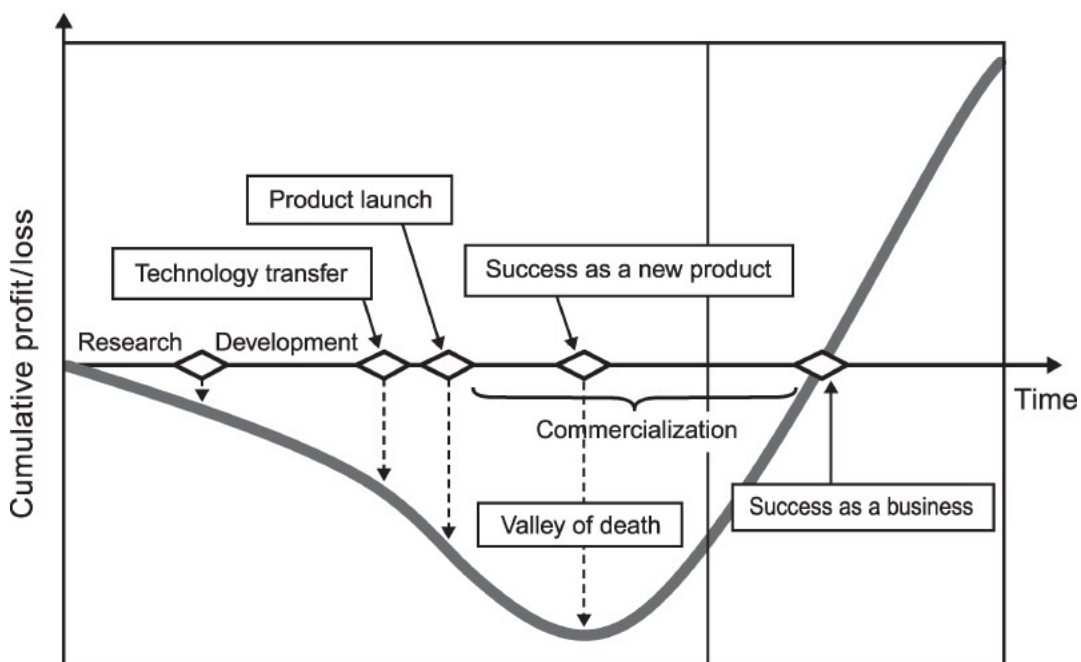 Product launch
Technology transfer
Success as a new product
Research
Development
Cumulative profit/loss
Time
Commercialization
Valley of death
Success as a business